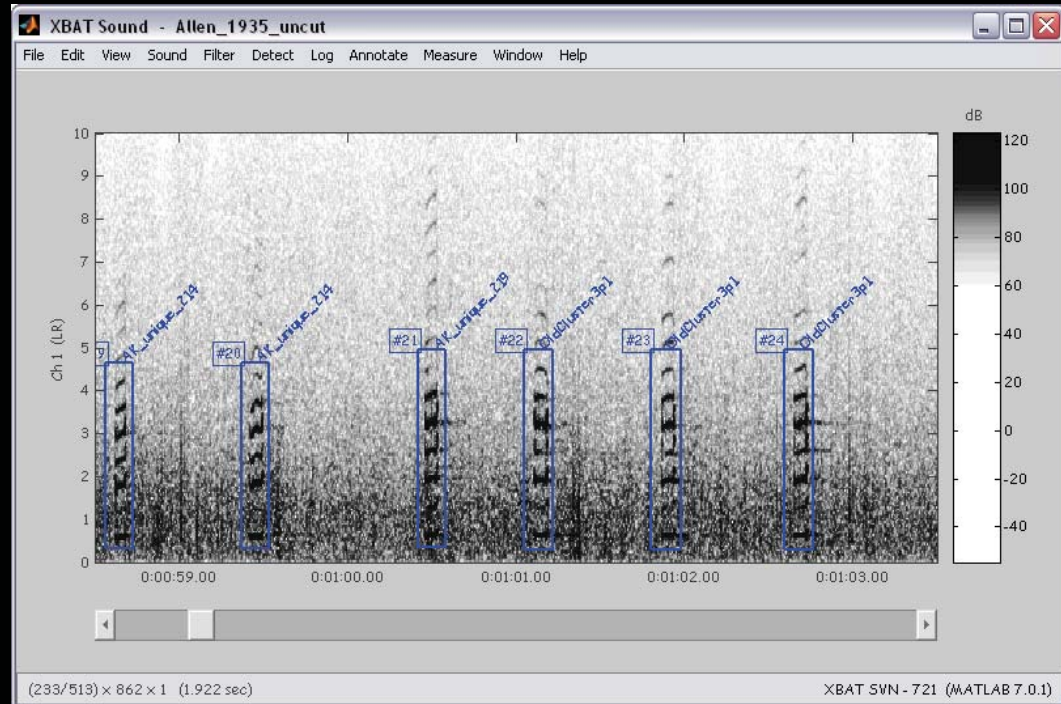 XBAT Sound - Allen_1935_uncut
File Edit View Sound Filter Detect Log Annotate Measure Window Help
dB
Ch 1 (LR)
10
9
8
7
6
5
4
3
2
1
0
9 AK_unique_214
#20 AK_unique_214
#21 AK_unique_219
#22 OldCluster3p1
#23 OldCluster3p1
#24 OldCluster3p1
0:00:59.00 0:01:00.00 0:01:01.00 0:01:02.00 0:01:03.00
120
100
80
60
40
20
0
-20
-40
(233/513) x 862 x 1 (1.922 sec)
XBAT SVN - 721 (MATLAB 7.0.1)